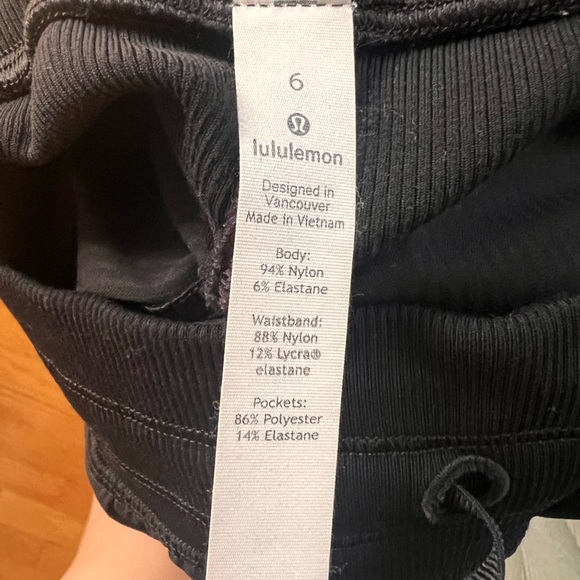 6
lululemon
Designed in
Vancouver
Made in Vietnam
Body:
94% Nylon
6% Elastane
Waistband:
88% Nylon
12% Lycra®
elastane
Pockets:
86% Polyester
14% Elastane